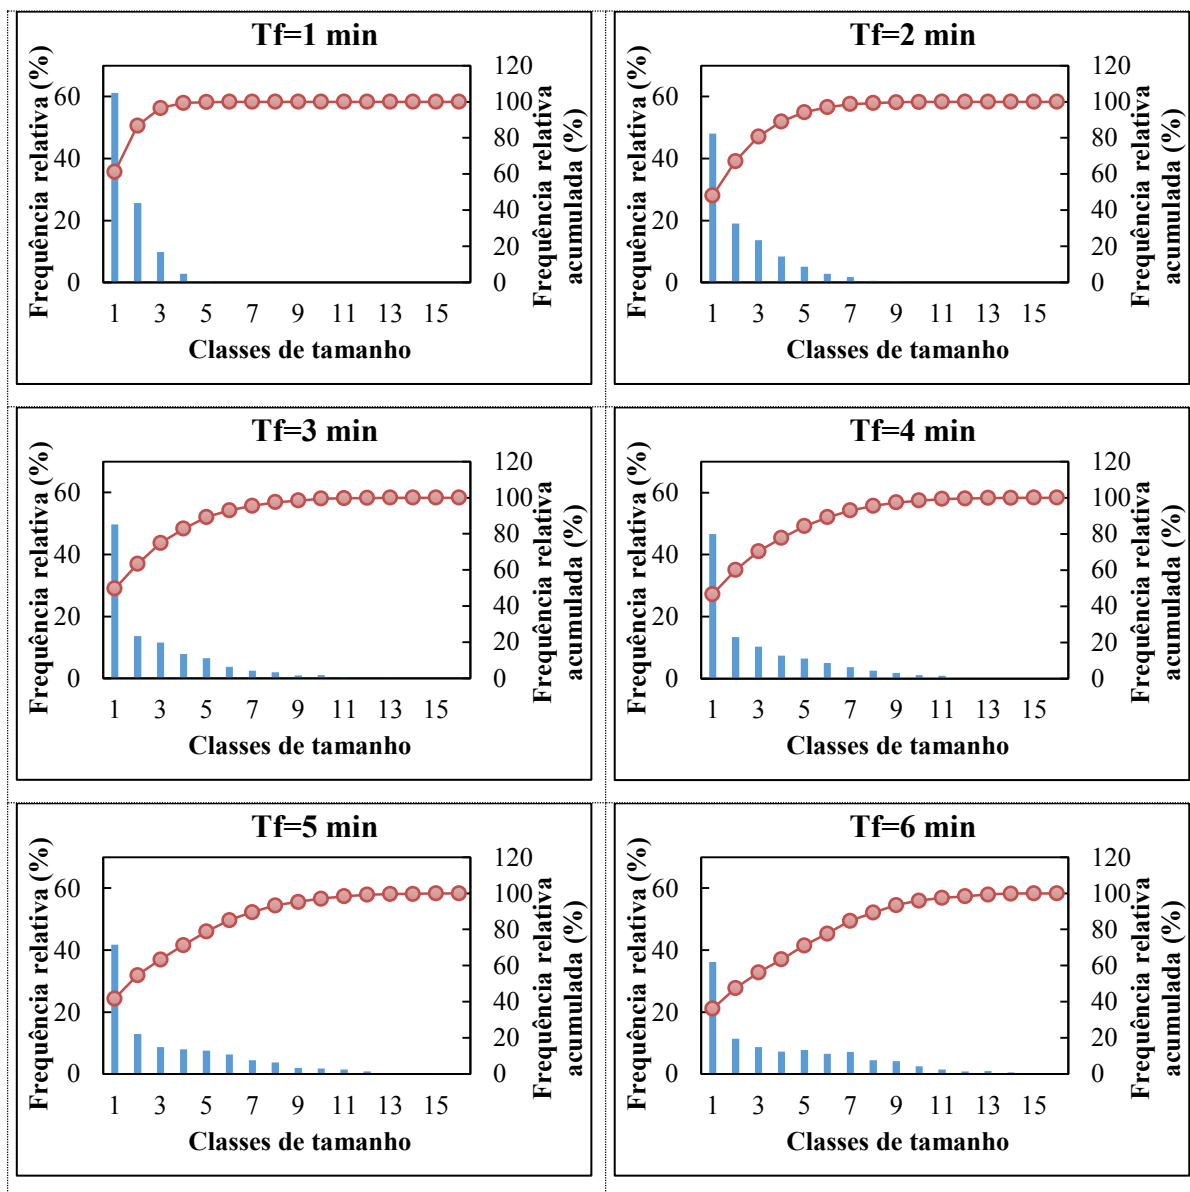 Tf=1 min
Frequência relativa (%)
60
40
20
0
120
100
80
60
40
20
0
Frequência relativa
acumulada (%)
1 3 5 7 9 11 13 15
Classes de tamanho
Tf=2 min
Frequência relativa (%)
60
40
20
0
120
100
80
60
40
20
0
Frequência relativa
acumulada (%)
1 3 5 7 9 11 13 15
Classes de tamanho
Tf=3 min
Frequência relativa (%)
60
40
20
0
120
100
80
60
40
20
0
Frequência relativa
acumulada (%)
1 3 5 7 9 11 13 15
Classes de tamanho
Tf=4 min
Frequência relativa (%)
60
40
20
0
120
100
80
60
40
20
0
Frequência relativa
acumulada (%)
1 3 5 7 9 11 13 15
Classes de tamanho
Tf=5 min
Frequência relativa (%)
60
40
20
0
120
100
80
60
40
20
0
Frequência relativa
acumulada (%)
1 3 5 7 9 11 13 15
Classes de tamanho
Tf=6 min
Frequência relativa (%)
60
40
20
0
120
100
80
60
40
20
0
Frequência relativa
acumulada (%)
1 3 5 7 9 11 13 15
Classes de tamanho